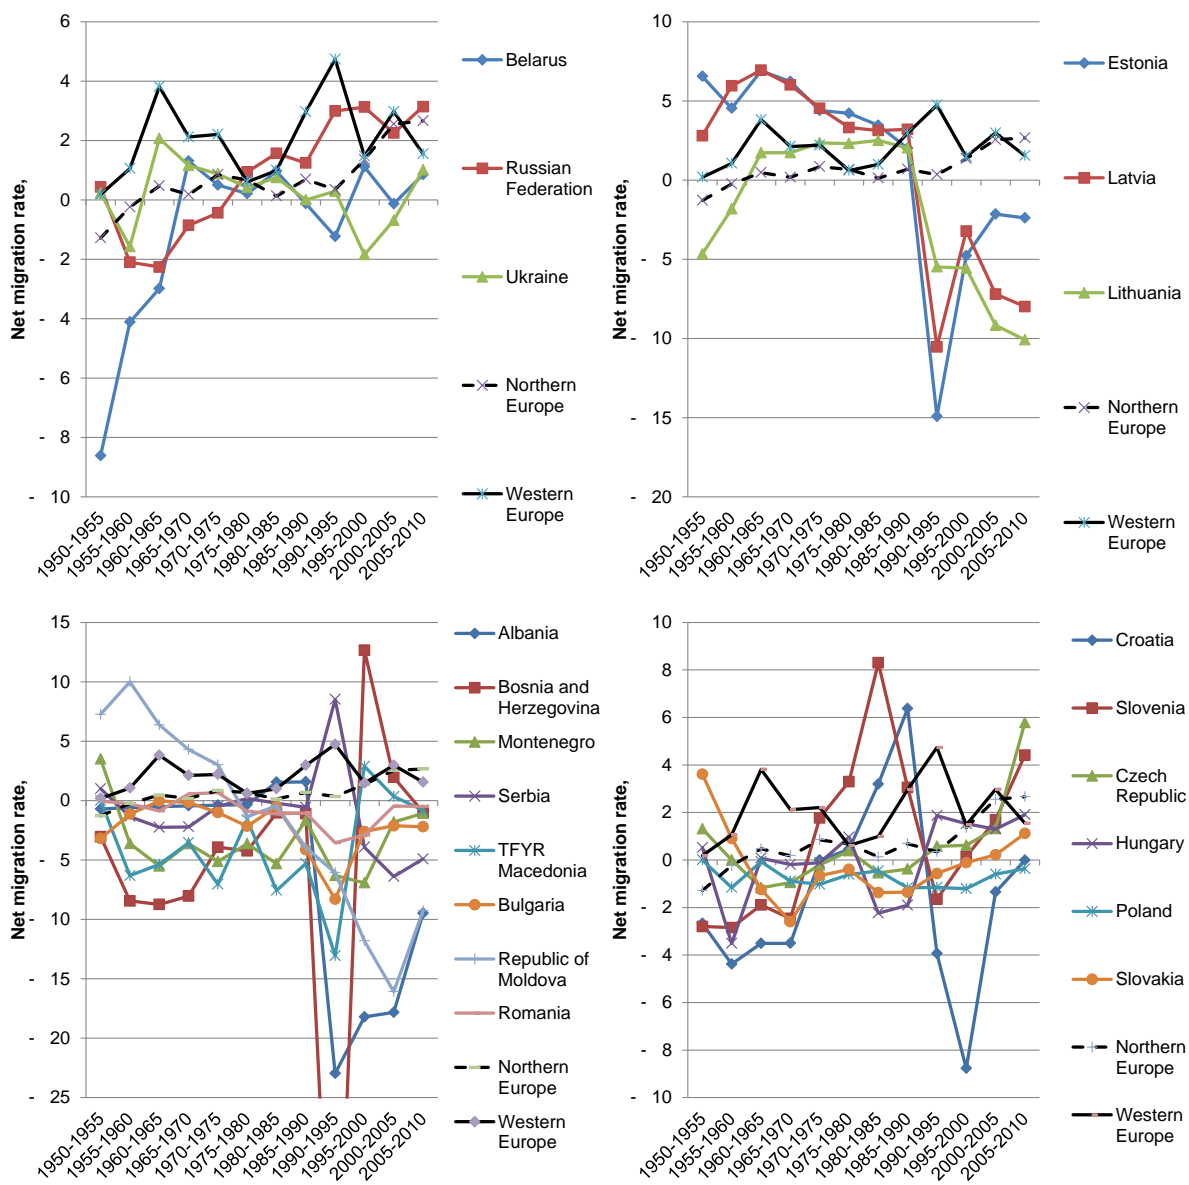 Net migration rate,
6
4
2
0
- 2
- 4
- 6
- 8
- 10
1950-1955
1955-1960
1960-1965
1965-1970
1970-1975
1975-1980
1980-1985
1985-1990
1990-1995
1995-2000
2000-2005
2005-2010
Belarus
Russian
Federation
Ukraine
Northern
Europe
Western
Europe
Net migration rate,
10
5
0
- 5
- 10
- 15
- 20
1950-1955
1955-1960
1960-1965
1965-1970
1970-1975
1975-1980
1980-1985
1985-1990
1990-1995
1995-2000
2000-2005
2005-2010
Estonia
Latvia
Lithuania
Northern
Europe
Western
Europe
Net migration rate,
15
10
5
0
- 5
- 10
- 15
- 20
- 25
1950-1955
1955-1960
1960-1965
1965-1970
1970-1975
1975-1980
1980-1985
1985-1990
1990-1995
1995-2000
2000-2005
2005-2010
Albania
Bosnia and
Herzegovina
Montenegro
Serbia
TFYR
Macedonia
Bulgaria
Republic of
Moldova
Romania
Northern
Europe
Western
Europe
Net migration rate,
10
8
6
4
2
0
- 2
- 4
- 6
- 8
- 10
1950-1955
1955-1960
1960-1965
1965-1970
1970-1975
1975-1980
1980-1985
1985-1990
1990-1995
1995-2000
2000-2005
2005-2010
Croatia
Slovenia
Czech
Republic
Hungary
Poland
Slovakia
Northern
Europe
Western
Europe